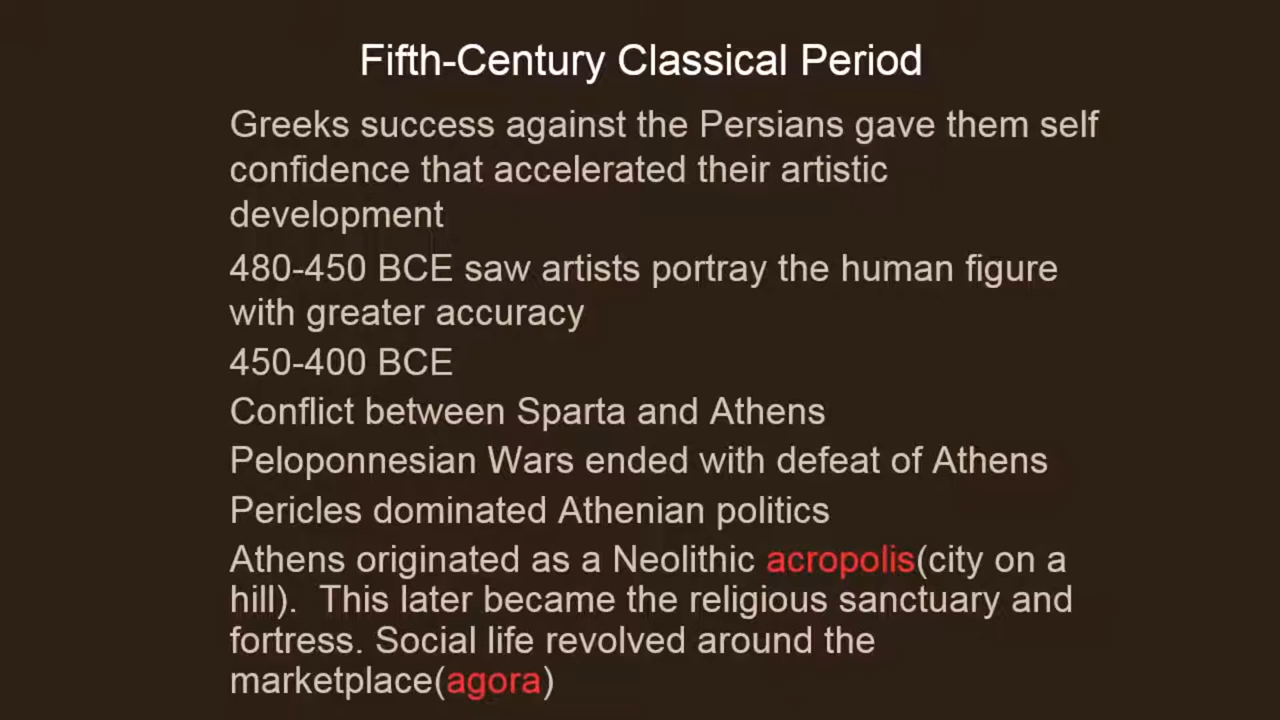 Fifth-Century Classical Period
Greeks success against the Persians gave them self
confidence that accelerated their artistic
development
480-450 BCE saw artists portray the human figure
with greater accuracy
450-400 BCE
Conflict between Sparta and Athens
Peloponnesian Wars ended with defeat of Athens
Pericles dominated Athenian politics
Athens originated as a Neolithic acropolis(city on a
hill).  This later became the religious sanctuary and
fortress. Social life revolved around the
marketplace(agora)